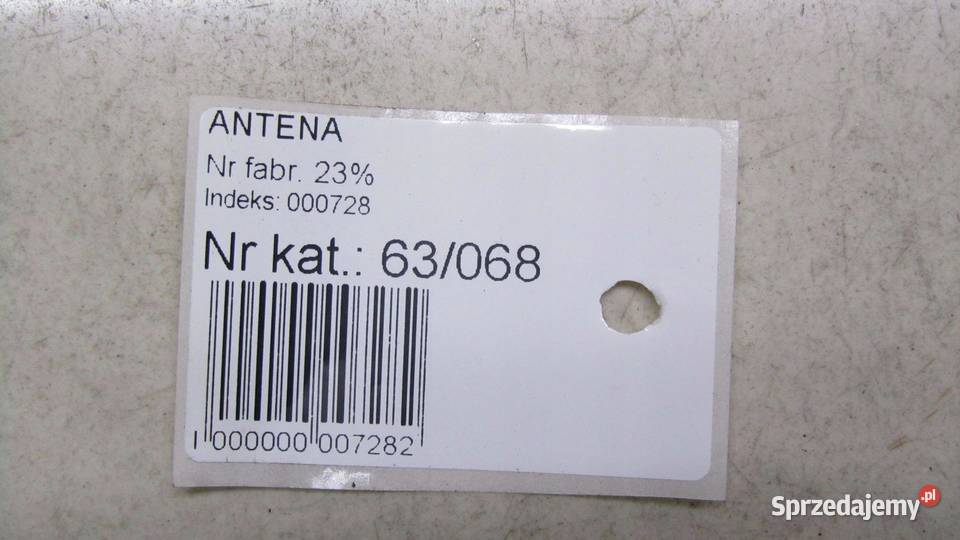 ANTENA
Nr fabr. 23%
Indeks: 000728
Nr kat.: 63/068
000000 007282
Sprzedajemy.pl